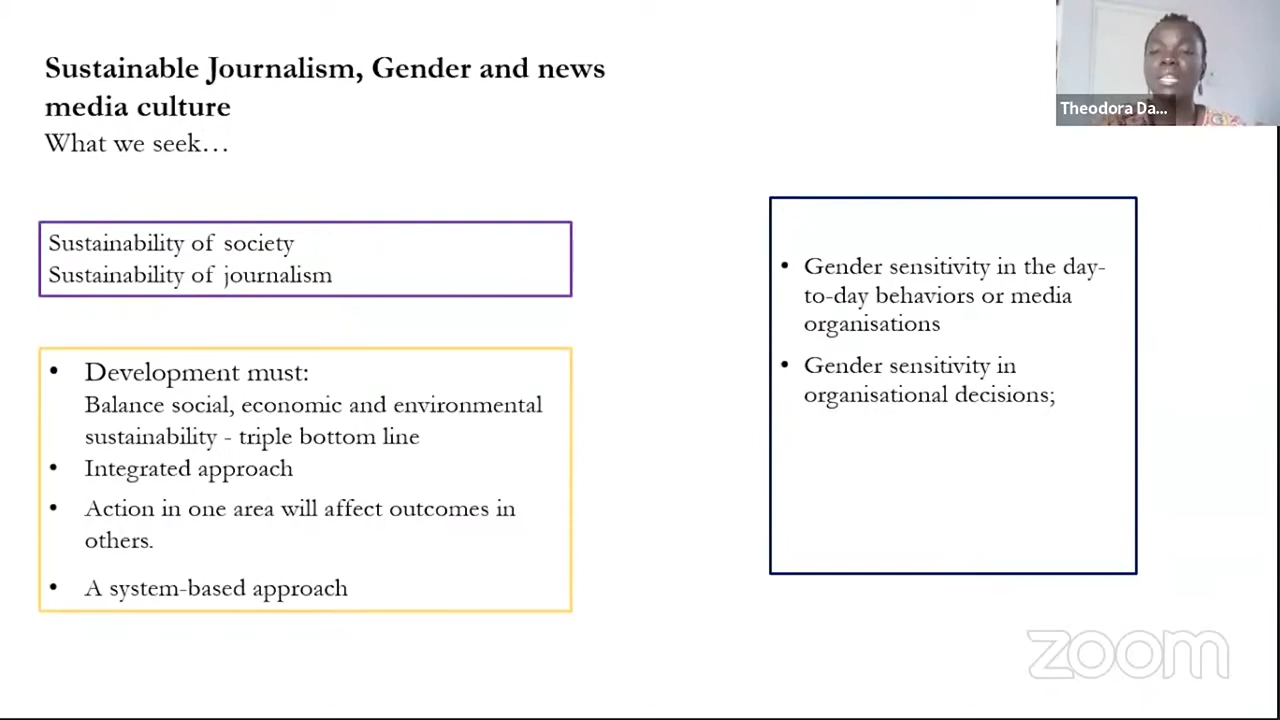 Sustainable Journalism, Gender and news
media culture
What we seek…
Theodora Da...
Sustainability of society
Sustainability of journalism
• Development must:
Balance social, economic and environmental
sustainability - triple bottom line
• Integrated approach
• Action in one area will affect outcomes in
others.
• A system-based approach
• Gender sensitivity in the day-
to-day behaviors or media
organisations
• Gender sensitivity in
organisational decisions;
zoom